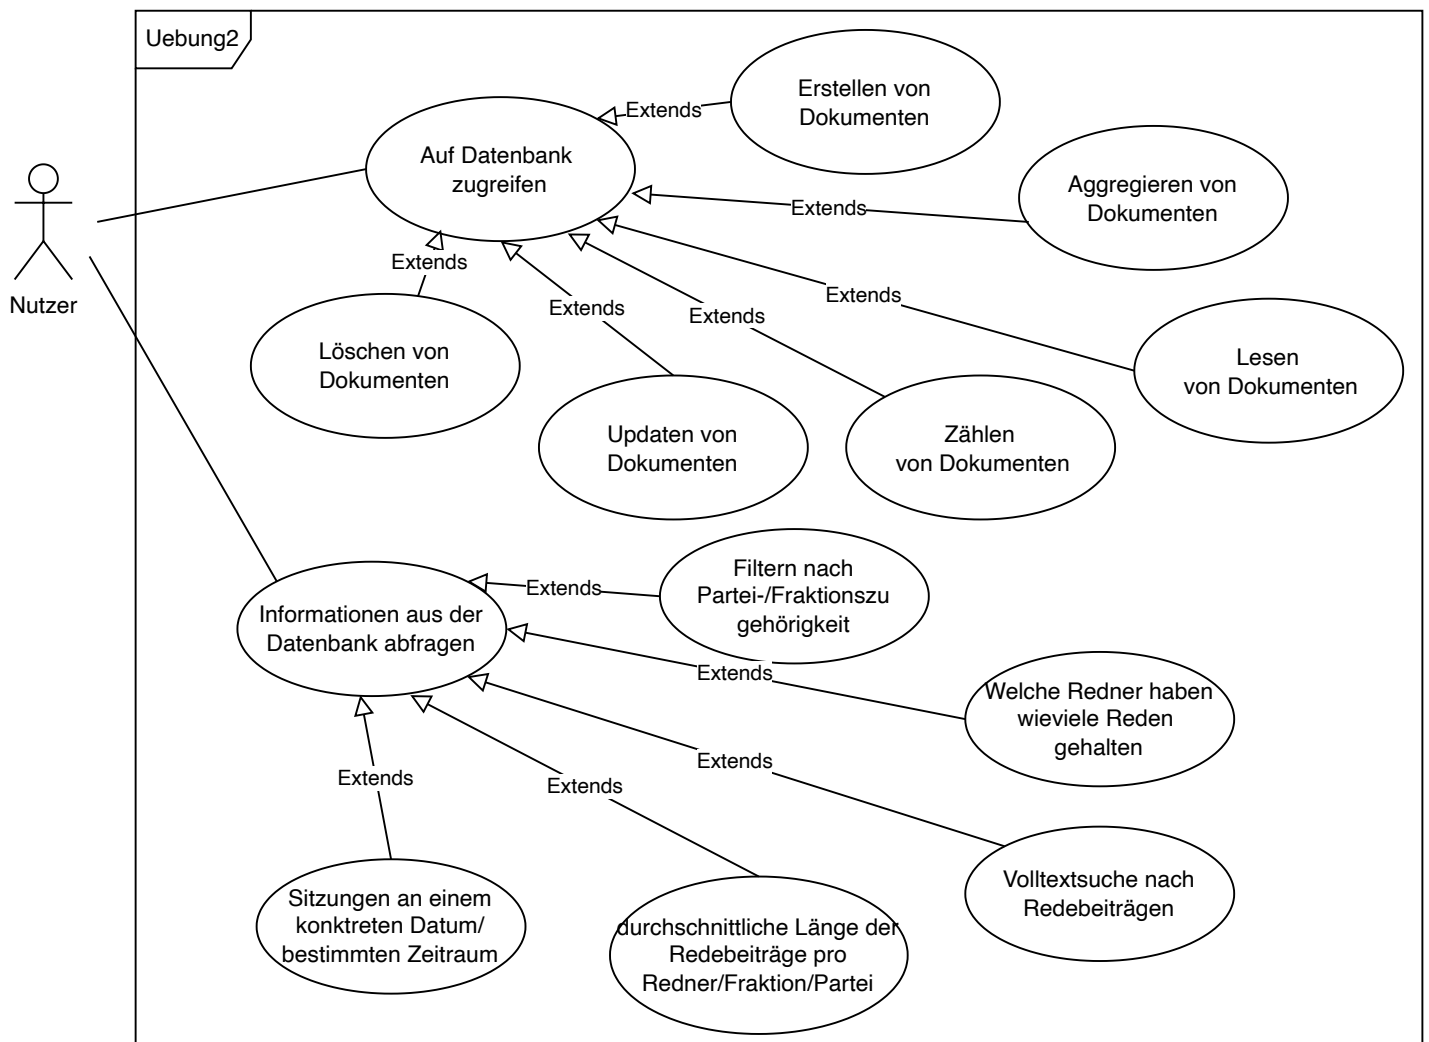 Uebung2
Erstellen von
Dokumenten
Extends
Auf Datenbank
zugreifen
Aggregieren von
Dokumenten
Extends
Nutzer
Extends
Extends
Extends
Extends
Löschen von
Dokumenten
Lesen
von Dokumenten
Updaten von
Dokumenten
Zählen
von Dokumenten
Filtern nach
Partei-/Fraktionszu
gehörigkeit
Extends
Informationen aus der
Datenbank abfragen
Extends
Welche Redner haben
wieviele Reden
gehalten
Extends
Extends
Extends
Volltextsuche nach
Redebeiträgen
Sitzungen an einem
konktreten Datum/
bestimmten Zeitraum
durchschnittliche Länge der
Redebeiträge pro
Redner/Fraktion/Partei